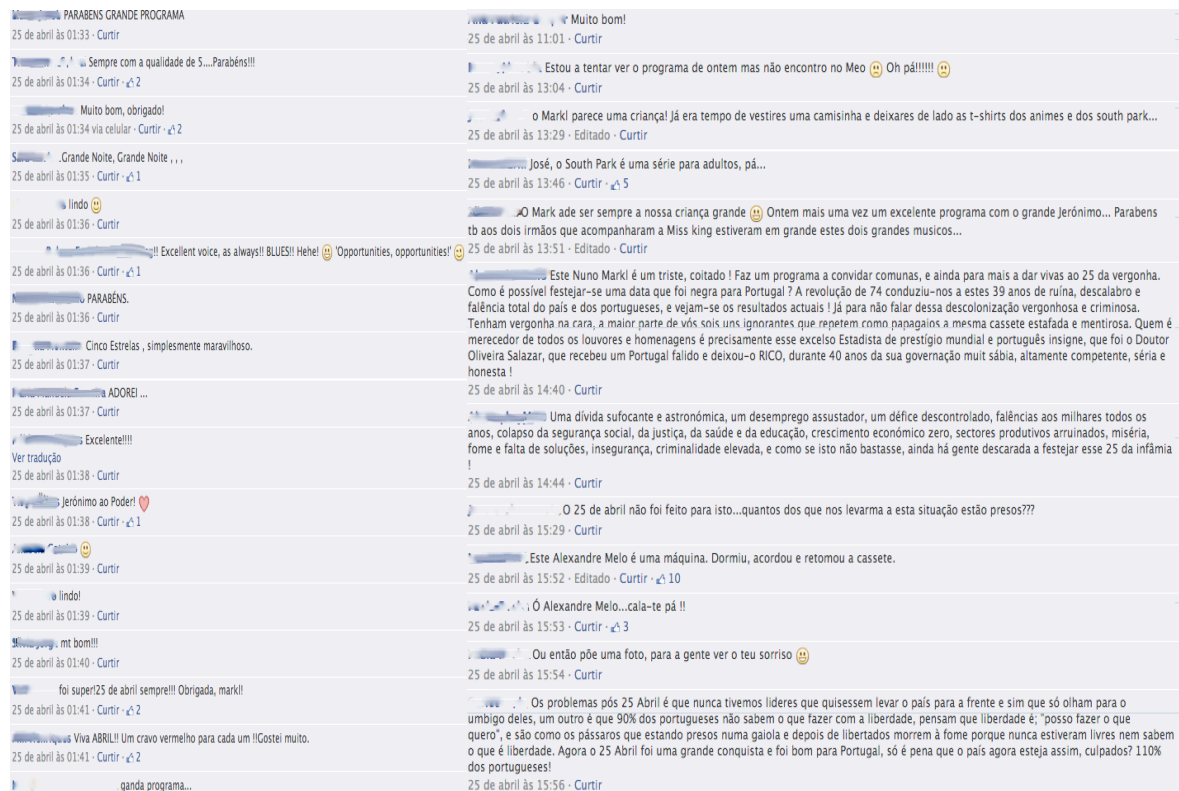 PARABENS GRANDE PROGRAMA
25 de abril às 01:33 · Curtir
Sempre com a qualidade de 5....Parabéns!!!
25 de abril às 01:34 · Curtir · 2
Muito bom, obrigado!
25 de abril às 01:34 via celular · Curtir · 2
.Grande Noite, Grande Noite , , ,
25 de abril às 01:35 · Curtir · 1
lindo
25 de abril às 01:36 · Curtir
!! Excellent voice, as always!! BLUES!! Hehe! 'Opportunities, opportunities!'
25 de abril às 01:36 · Curtir · 1
PARABÉNS.
25 de abril às 01:36 · Curtir
Cinco Estrelas , simplesmente maravilhoso.
25 de abril às 01:37 · Curtir
ADOREI ...
25 de abril às 01:37 · Curtir
Excelente!!!!
Ver tradução
25 de abril às 01:38 · Curtir
Jerónimo ao Poder!
25 de abril às 01:38 · Curtir · 1
25 de abril às 01:39 · Curtir
lindo!
25 de abril às 01:39 · Curtir
mt bom!!!
25 de abril às 01:40 · Curtir
foi super!25 de abril sempre!!! Obrigada, markl!
25 de abril às 01:41 · Curtir · 2
Viva ABRIL!! Um cravo vermelho para cada um !!Gostei muito.
25 de abril às 01:41 · Curtir · 2
ganda programa...
Muito bom!
25 de abril às 11:01 · Curtir
Estou a tentar ver o programa de ontem mas não encontro no Meo Oh pá!!!!!!
25 de abril às 13:04 · Curtir
o Markl parece uma criança! Já era tempo de vestires uma camisinha e deixares de lado as t-shirts dos animes e dos south park...
25 de abril às 13:29 · Editado · Curtir
José, o South Park é uma série para adultos, pá...
25 de abril às 13:46 · Curtir · 5
O Mark ade ser sempre a nossa criança grande Ontem mais uma vez um excelente programa com o grande Jerónimo... Parabens
tb aos dois irmãos que acompanharam a Miss king estiveram em grande estes dois grandes musicos...
25 de abril às 13:51 · Editado · Curtir
Este Nuno Markl é um triste, coitado ! Faz um programa a convidar comunas, e ainda para mais a dar vivas ao 25 da vergonha.
Como é possível festejar-se uma data que foi negra para Portugal ? A revolução de 74 conduziu-nos a estes 39 anos de ruína, descalabro e
falência total do país e dos portugueses, e vejam-se os resultados actuais ! Já para não falar dessa descolonização vergonhosa e criminosa.
Tenham vergonha na cara, a maior parte de vós sois uns ignorantes que repetem como papagaios a mesma cassete estafada e mentirosa. Quem é
merecedor de todos os louvores e homenagens é precisamente esse excelso Estadista de prestígio mundial e português insigne, que foi o Doutor
Oliveira Salazar, que recebeu um Portugal falido e deixou-o RICO, durante 40 anos da sua governação muit sábia, altamente competente, séria e
honesta !
25 de abril às 14:40 · Curtir
Uma dívida sufocante e astronómica, um desemprego assustador, um défice descontrolado, falências aos milhares todos os
anos, colapso da segurança social, da justiça, da saúde e da educação, crescimento económico zero, sectores produtivos arruinados, miséria,
fome e falta de soluções, insegurança, criminalidade elevada, e como se isto não bastasse, ainda há gente descarada a festejar esse 25 da infâmia
!
25 de abril às 14:44 · Curtir
O 25 de abril não foi feito para isto...quantos dos que nos levarma a esta situação estão presos???
25 de abril às 15:29 · Curtir
Este Alexandre Melo é uma máquina. Dormiu, acordou e retomou a cassete.
25 de abril às 15:52 · Editado · Curtir · 10
Ó Alexandre Melo...cala-te pá !!
25 de abril às 15:53 · Curtir · 3
Ou então põe uma foto, para a gente ver o teu sorriso
25 de abril às 15:54 · Curtir
Os problemas pós 25 Abril é que nunca tivemos lideres que quisessem levar o país para a frente e sim que só olham para o
umbigo deles, um outro é que 90% dos portugueses não sabem o que fazer com a liberdade, pensam que liberdade é; "posso fazer o que
quero", e são como os pássaros que estando presos numa gaiola e depois de libertados morrem à fome porque nunca estiveram livres nem sabem
o que é liberdade. Agora o 25 Abril foi uma grande conquista e foi bom para Portugal, só é pena que o país agora esteja assim, culpados? 110%
dos portugueses!
25 de abril às 15:56 · Curtir